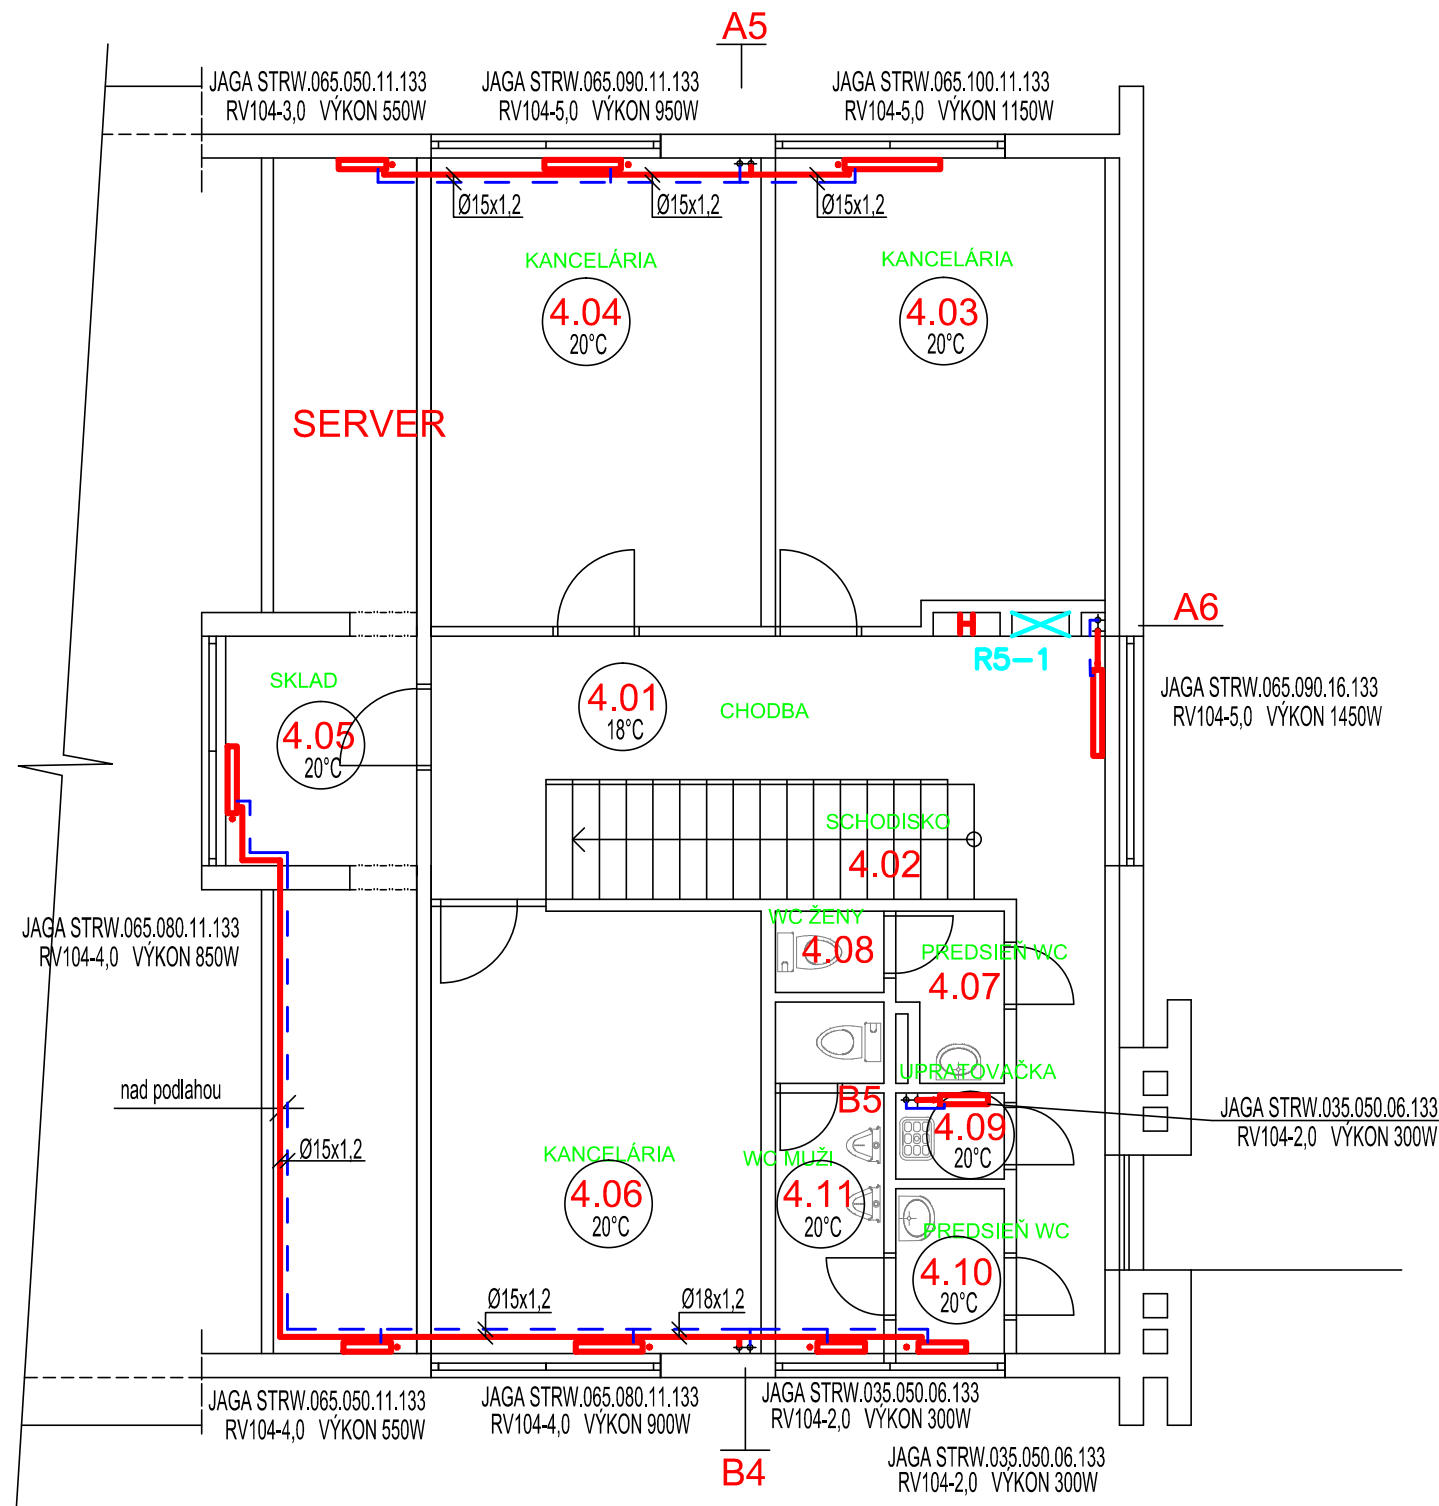 A5
JAGA STRW.065.050.11.133
RV104-3,0 VÝKON 550W
JAGA STRW.065.090.11.133
RV104-5,0 VÝKON 950W
JAGA STRW.065.100.11.133
RV104-5,0 VÝKON 1150W
Ø15x1,2
Ø15x1,2
Ø15x1,2
KANCELÁRIA
4.04
20°C
KANCELÁRIA
4.03
20°C
SERVER
A6
H
R5-1
SKLAD
4.05
20°C
4.01
18°C
CHODBA
JAGA STRW.065.090.16.133
RV104-5,0 VÝKON 1450W
SCHODISKO
4.02
JAGA STRW.065.080.11.133
RV104-4,0 VÝKON 850W
WC ŽENY
4.08
PREDSIEŇ WC
4.07
nad podlahou
Ø15x1,2
UPRATOVAČKA
B5
4.09
20°C
JAGA STRW.035.050.06.133
RV104-2,0 VÝKON 300W
KANCELÁRIA
4.06
20°C
WC MUŽI
4.11
20°C
PREDSIEŇ WC
4.10
20°C
Ø15x1,2
Ø18x1,2
JAGA STRW.065.050.11.133
RV104-4,0 VÝKON 550W
JAGA STRW.065.080.11.133
RV104-4,0 VÝKON 900W
JAGA STRW.035.050.06.133
RV104-2,0 VÝKON 300W
B4
JAGA STRW.035.050.06.133
RV104-2,0 VÝKON 300W